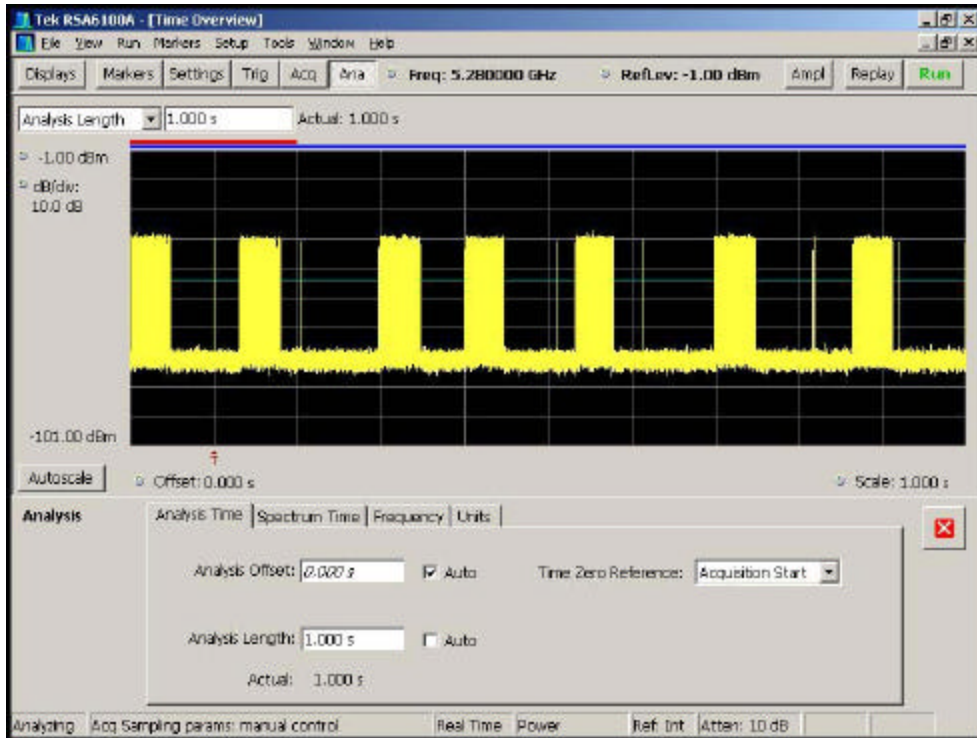 Tek RSA6100A - [Time Overview]
File View Run Markers Setup Tools Window Help
Displays Markers Settings Trig Acq Ana Freq: 5.280000 GHz RefLev: -1.00 dBm Ampl Replay Run
Analysis Length 1.000 s Actual: 1.000 s
-1.00 dBm
dB/div:
10.0 dB
-101.00 dBm
Autoscale Offset: 0.000 s Scale: 1.000 s
Analysis Analysis Time Spectrum Time Frequency Units
Analysis Offset: 0.000 s Auto Time Zero Reference: Acquisition Start
Analysis Length: 1.000 s Auto
Actual: 1.000 s
Analyzing Acq Sampling params: manual control Real Time Power Ref: Int Atten: 10 dB